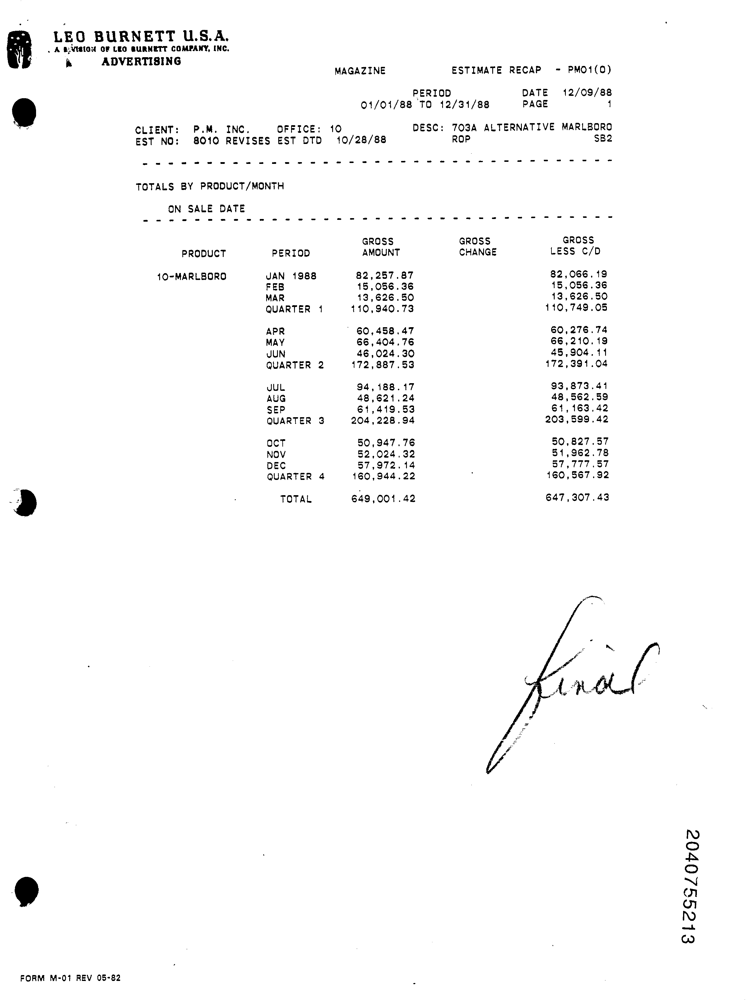 LEO BURNETT U.S.A.
A DIVISION OF LEO BURNETT COMPANY, INC.
ADVERTISING
MAGAZINE ESTIMATE RECAP - PM01(O)
PERIOD DATE 12/09/88
01/01/88 TO 12/31/88 PAGE 1
CLIENT: P.M. INC. OFFICE: 10 DESC: 703A ALTERNATIVE MARLBORO
EST NO: 8010 REVISES EST DTD 10/28/88 ROP SB2
TOTALS BY PRODUCT/MONTH
ON SALE DATE
GROSS GROSS GROSS
PRODUCT PERIOD AMOUNT CHANGE LESS C/D
10-MARLBORO JAN 1988 82,257.87 82,066.19
FEB 15,056.36 15,056.36
MAR 13,626.50 13,626.50
QUARTER 1 110,940.73 110,749.05
APR 60,458.47 60,276.74
MAY 66,404.76 66,210.19
JUN 46,024.30 45,904.11
QUARTER 2 172,887.53 172,391.04
JUL 94,188.17 93,873.41
AUG 48,621.24 48,562.59
SEP 61,419.53 61,163.42
QUARTER 3 204,228.94 203,599.42
OCT 50,947.76 50,827.57
NOV 52,024.32 51,962.78
DEC 57,972.14 57,777.57
QUARTER 4 160,944.22 160,567.92
TOTAL 649,001.42 647,307.43
final
2040755213
FORM M-01 REV 05-82